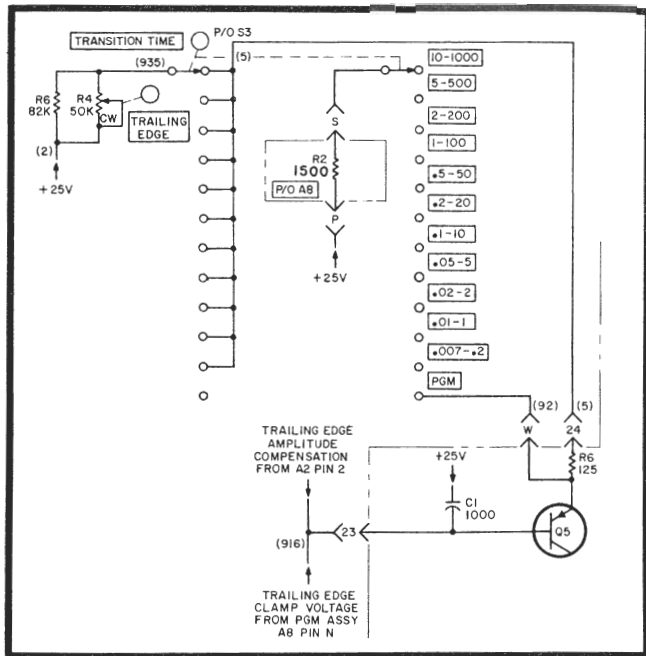 TRANSITION TIME
P/O S3
(935)
(5)
R6
82K
R4
50K
CW
TRAILING
EDGE
(2)
+25V
S
R2
1500
P/O A8
P
+25V
10-1000
5-500
2-200
1-100
.5-50
.2-20
.1-10
.05-5
.02-2
.01-1
.007-.2
PGM
(92)
(5)
W
24
TRAILING EDGE
AMPLITUDE
COMPENSATION
FROM A2 PIN 2
+25V
R6
125
C1
1000
Q5
23
(916)
TRAILING EDGE
CLAMP VOLTAGE
FROM PGM ASSY
A8 PIN N